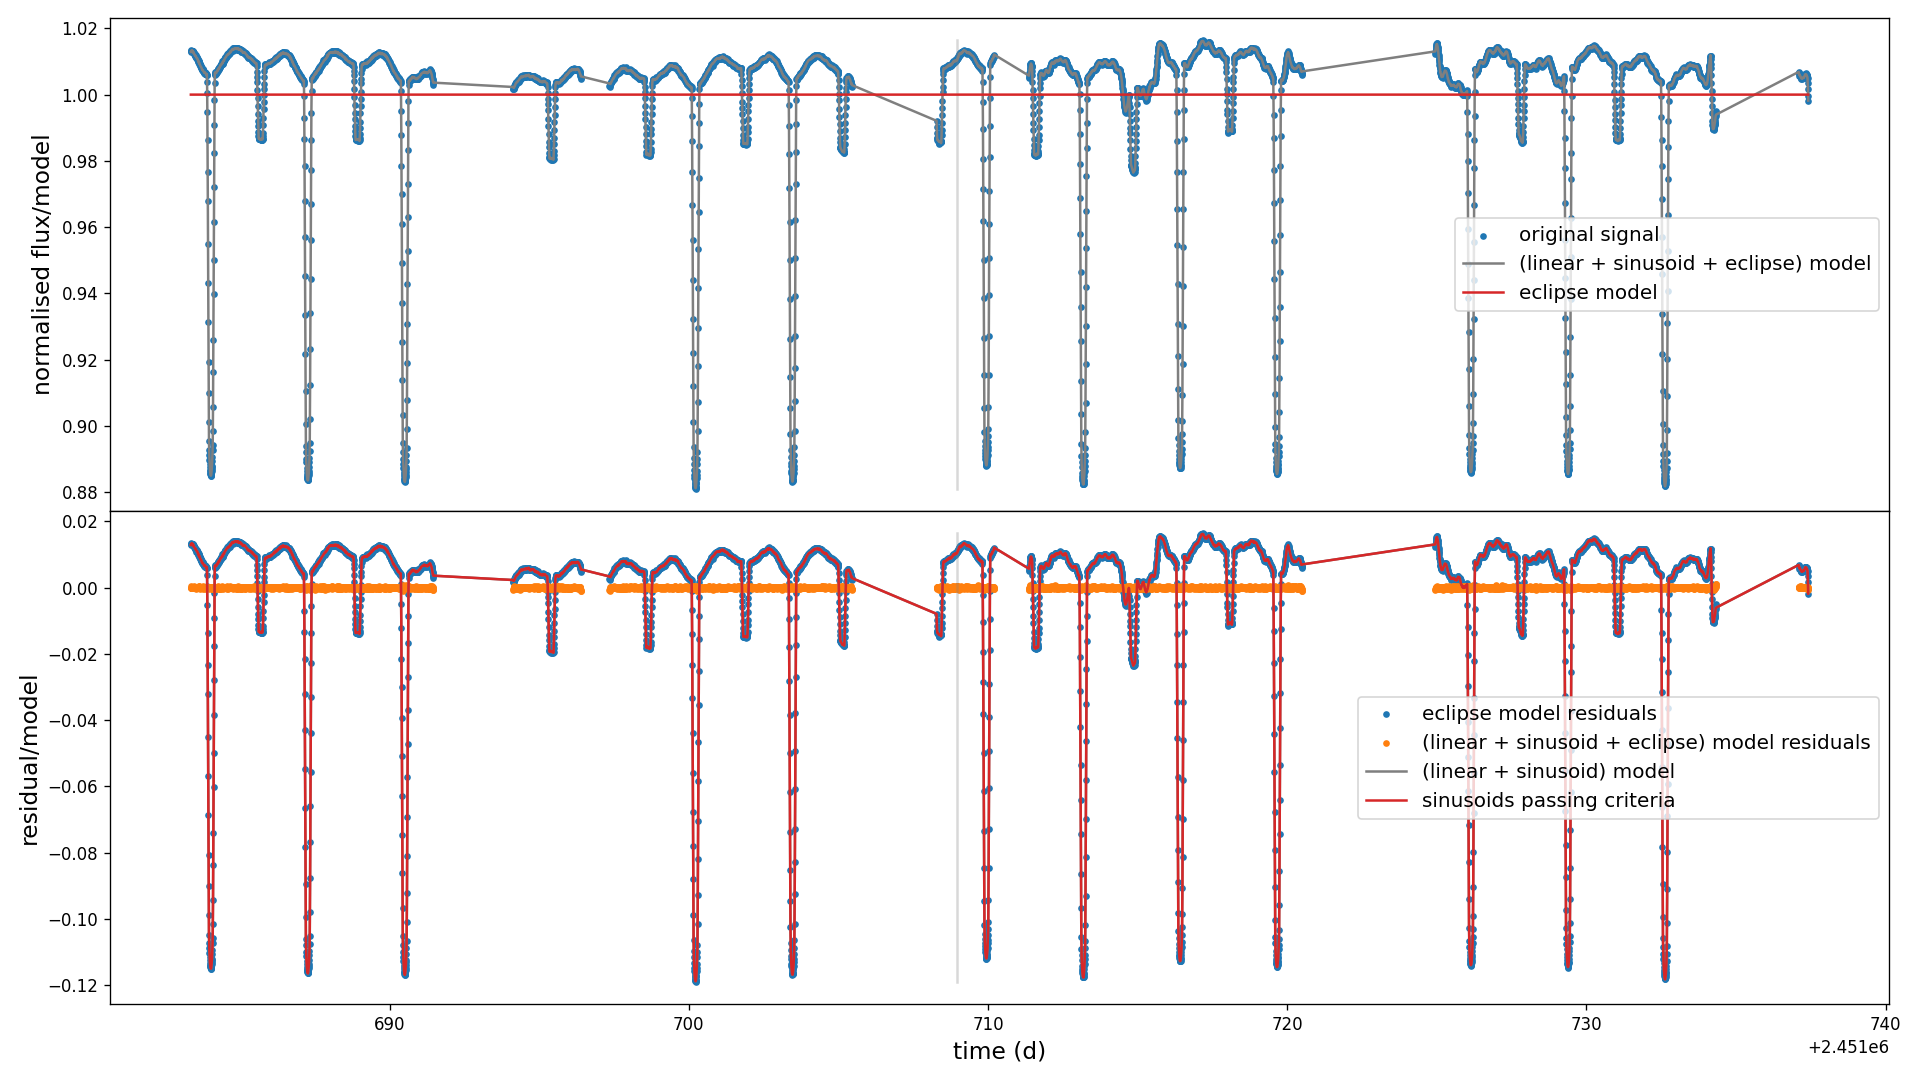 1.02
1.00
0.98
0.96
0.94
0.92
0.90
0.88
normalised flux/model
original signal
(linear + sinusoid + eclipse) model
eclipse model
0.02
0.00
−0.02
−0.04
−0.06
−0.08
−0.10
−0.12
residual/model
eclipse model residuals
(linear + sinusoid + eclipse) model residuals
(linear + sinusoid) model
sinusoids passing criteria
690
700
710
720
730
740
time (d)
+2.451e6